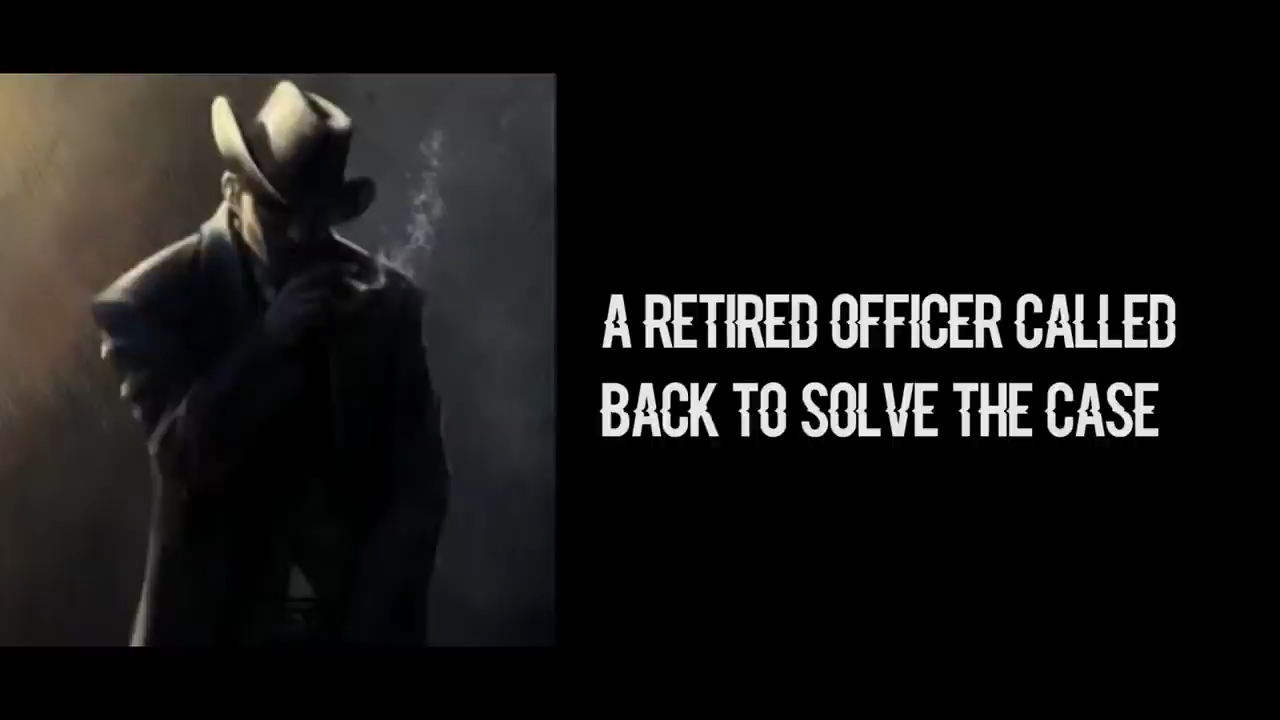 A RETIRED OFFICER CALLED
BACK TO SOLVE THE CASE